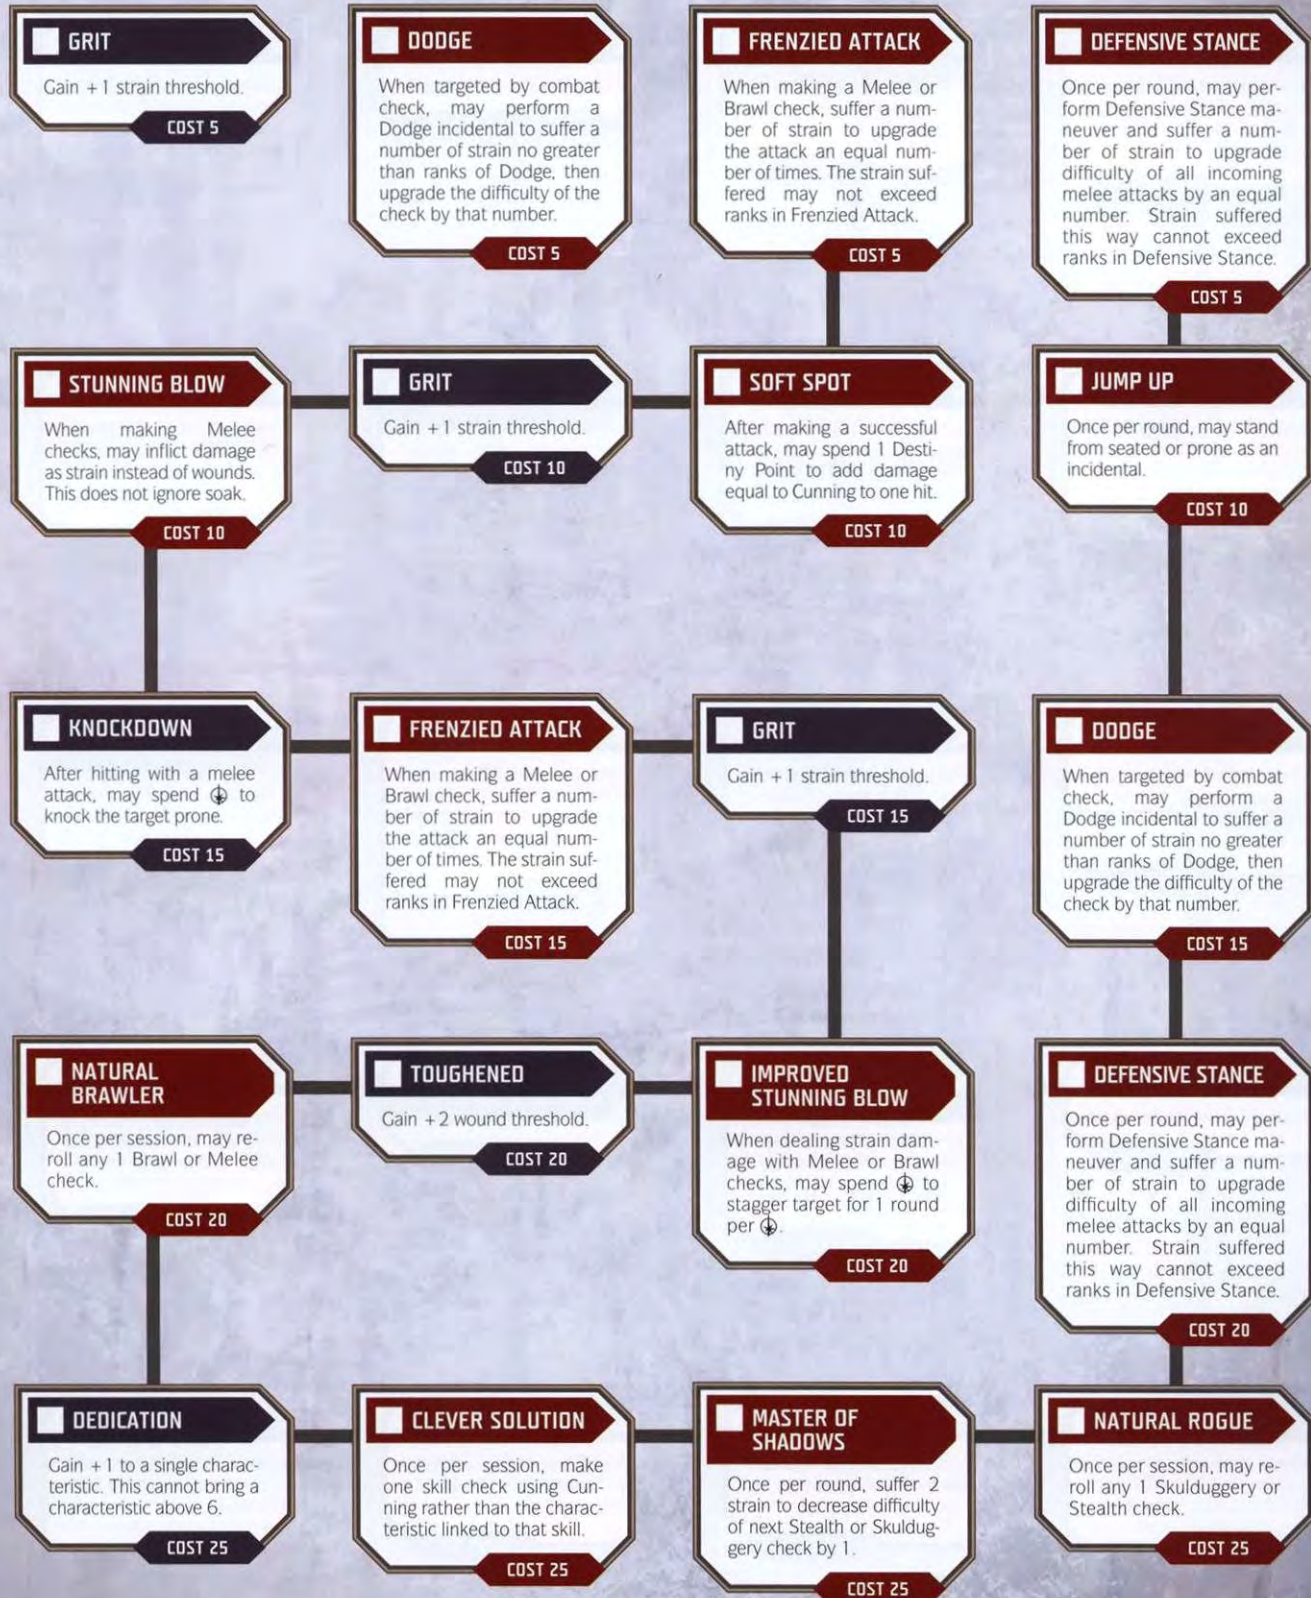 GRIT
Gain +1 strain threshold.
COST 5
DODGE
When targeted by combat
check, may perform a
Dodge incidental to suffer a
number of strain no greater
than ranks of Dodge, then
upgrade the difficulty of the
check by that number.
COST 5
FRENZIED ATTACK
When making a Melee or
Brawl check, suffer a num-
ber of strain to upgrade
the attack an equal num-
ber of times. The strain suf-
fered may not exceed
ranks in Frenzied Attack.
COST 5
DEFENSIVE STANCE
Once per round, may per-
form Defensive Stance ma-
neuver and suffer a num-
ber of strain to upgrade
difficulty of all incoming
melee attacks by an equal
number. Strain suffered
this way cannot exceed
ranks in Defensive Stance.
COST 5
STUNNING BLOW
When making Melee
checks, may inflict damage
as strain instead of wounds.
This does not ignore soak.
COST 10
GRIT
Gain +1 strain threshold.
COST 10
SOFT SPOT
After making a successful
attack, may spend 1 Desti-
ny Point to add damage
equal to Cunning to one hit.
COST 10
JUMP UP
Once per round, may stand
from seated or prone as an
incidental.
COST 10
KNOCKDOWN
After hitting with a melee
attack, may spend to
knock the target prone.
COST 15
FRENZIED ATTACK
When making a Melee or
Brawl check, suffer a num-
ber of strain to upgrade
the attack an equal num-
ber of times. The strain suf-
fered may not exceed
ranks in Frenzied Attack.
COST 15
GRIT
Gain +1 strain threshold.
COST 15
DODGE
When targeted by combat
check, may perform a
Dodge incidental to suffer a
number of strain no greater
than ranks of Dodge, then
upgrade the difficulty of the
check by that number.
COST 15
NATURAL
BRAWLER
Once per session, may re-
roll any 1 Brawl or Melee
check.
COST 20
TOUGHENED
Gain +2 wound threshold.
COST 20
IMPROVED
STUNNING BLOW
When dealing strain dam-
age with Melee or Brawl
checks, may spend to
stagger target for 1 round
per .
COST 20
DEFENSIVE STANCE
Once per round, may per-
form Defensive Stance ma-
neuver and suffer a num-
ber of strain to upgrade
difficulty of all incoming
melee attacks by an equal
number. Strain suffered
this way cannot exceed
ranks in Defensive Stance.
COST 20
DEDICATION
Gain +1 to a single charac-
teristic. This cannot bring a
characteristic above 6.
COST 25
CLEVER SOLUTION
Once per session, make
one skill check using Cun-
ning rather than the charac-
teristic linked to that skill.
COST 25
MASTER OF
SHADOWS
Once per round, suffer 2
strain to decrease difficulty
of next Stealth or Skuldug-
gery check by 1.
COST 25
NATURAL ROGUE
Once per session, may re-
roll any 1 Skulduggery or
Stealth check.
COST 25